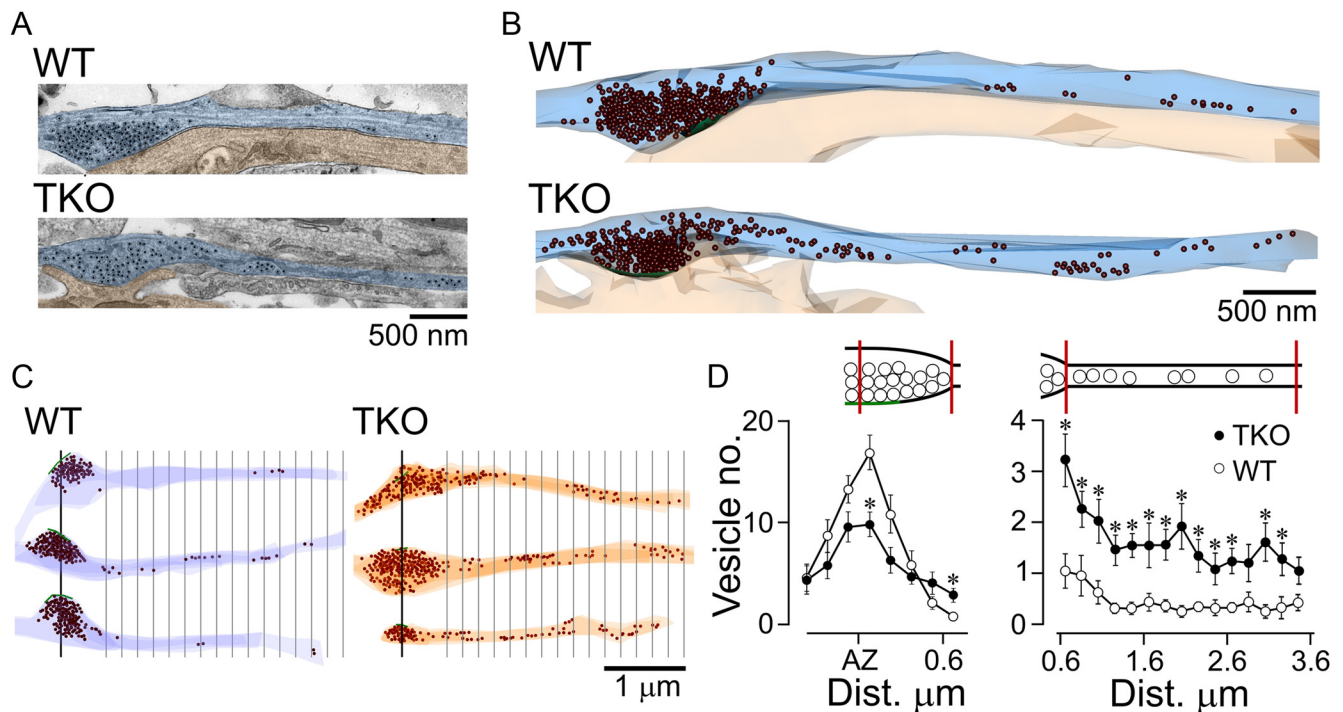 A
WT
TKO
500 nm
B
WT
TKO
500 nm
C
WT
TKO
1 μm
D
20
10
0
Vesicle no.
AZ
0.6
Dist. μm
*
*
4
3
2
1
0
* * * * * * * * * * * * *
TKO
WT
0.6
1.6
2.6
3.6
Dist. μm